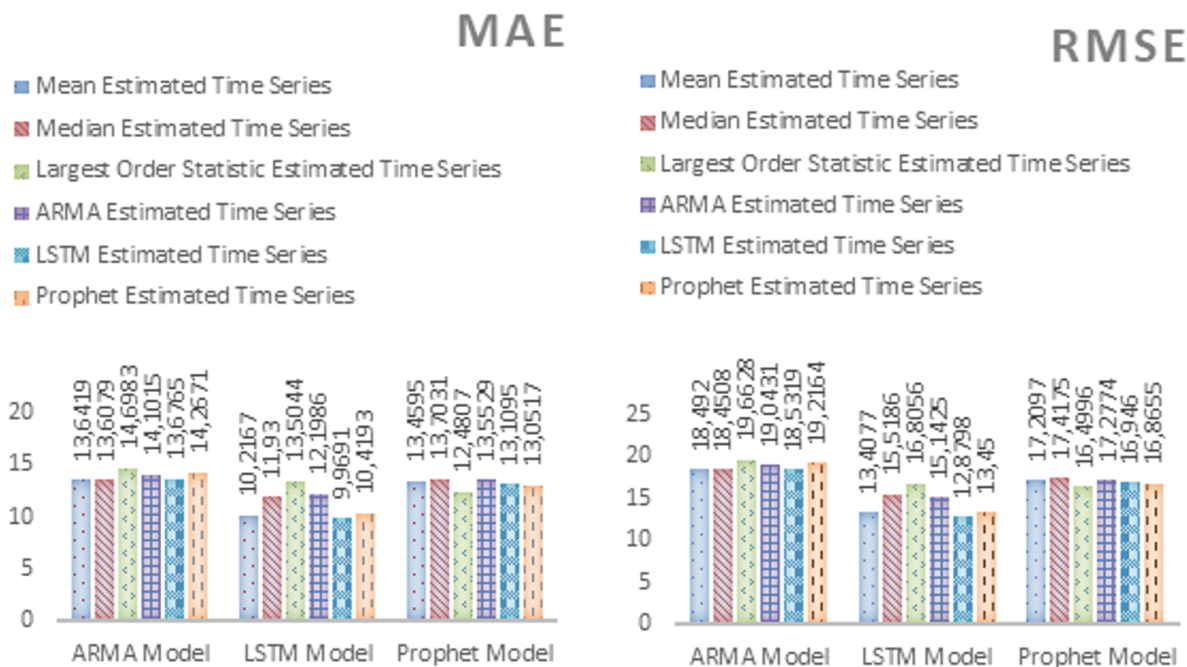 MAE
Mean Estimated Time Series
Median Estimated Time Series
Largest Order Statistic Estimated Time Series
ARMA Estimated Time Series
LSTM Estimated Time Series
Prophet Estimated Time Series
20
15
10
5
0
13,6419
13,6079
14,6983
14,1015
13,6765
14,2671
10,2167
11,93
13,5044
12,1986
9,9691
10,4193
13,4595
13,7031
12,4807
13,5529
13,1095
13,0517
ARMA Model
LSTM Model
Prophet Model
RMSE
Mean Estimated Time Series
Median Estimated Time Series
Largest Order Statistic Estimated Time Series
ARMA Estimated Time Series
LSTM Estimated Time Series
Prophet Estimated Time Series
25
20
15
10
5
0
18,492
18,4508
19,6628
19,0431
18,5319
19,2164
13,4077
15,5186
16,8056
15,1425
12,8798
13,45
17,2097
17,4175
16,4996
17,2774
16,946
16,8655
ARMA Model
LSTM Model
Prophet Model